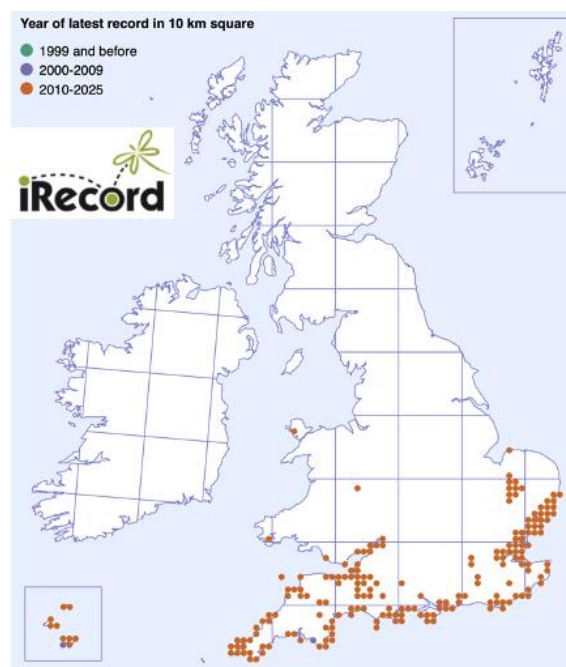 Year of latest record in 10 km square
1999 and before
2000-2009
2010-2025
iRecord